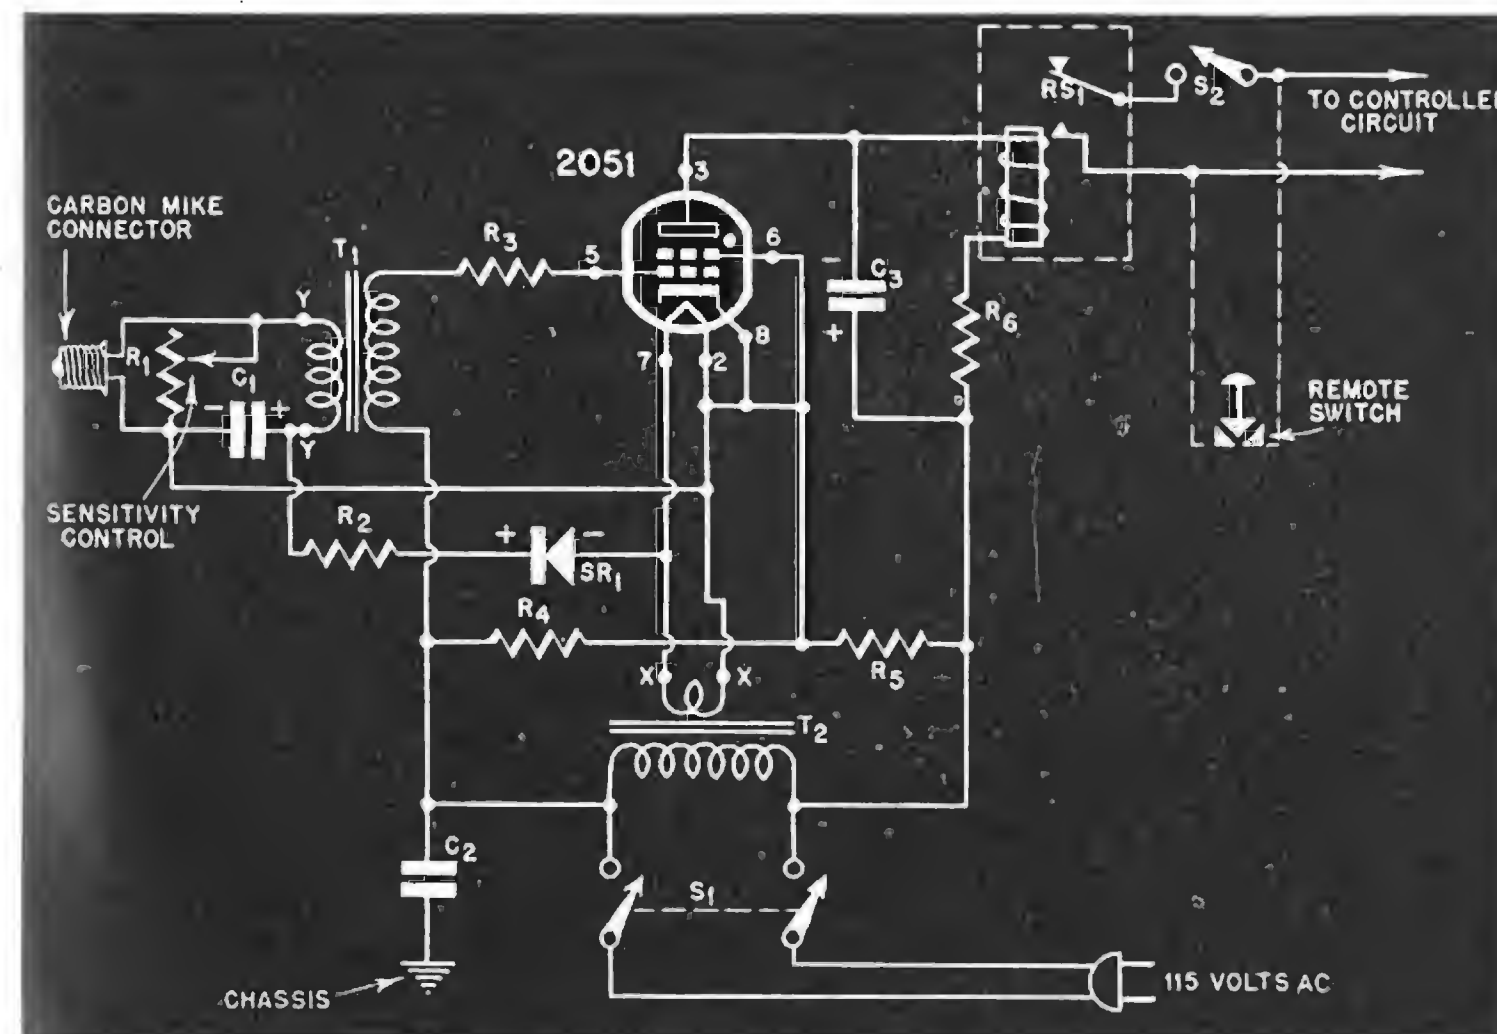 CARBON MIKE
CONNECTOR
T1
R3
5
2051
3
6
8
7
2
C3
-
+
R6
RS1
S2
TO CONTROLLE
CIRCUIT
REMOTE
SWITCH
Y
R1
C1
-
+
Y
SENSITIVITY
CONTROL
R2
+
-
SR1
R4
R5
X
X
T2
C2
S1
CHASSIS
115 VOLTS AC